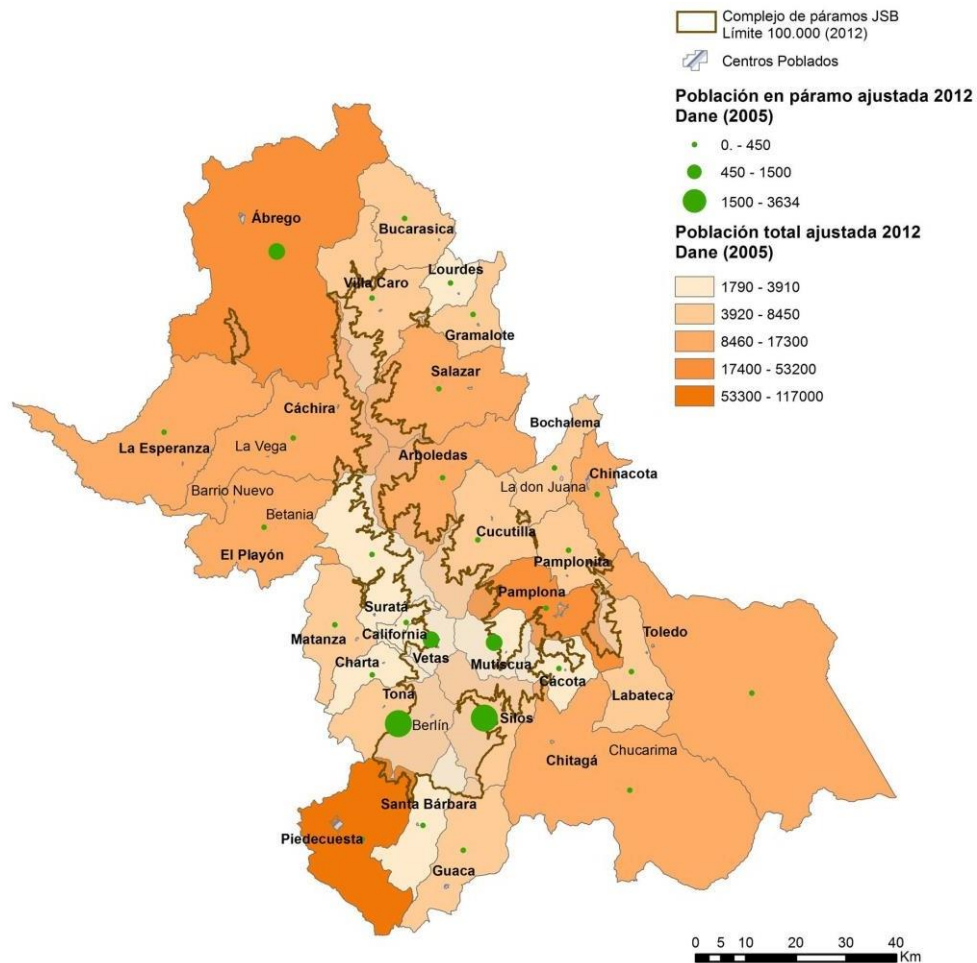 Complejo de páramos JSB
Límite 100.000 (2012)
Centros Poblados
Población en páramo ajustada 2012
Dane (2005)
0. - 450
450 - 1500
1500 - 3634
Población total ajustada 2012
Dane (2005)
1790 - 3910
3920 - 8450
8460 - 17300
17400 - 53200
53300 - 117000
Ábrego
Bucarasica
Lourdes
Villa Caro
Gramalote
Salazar
Cáchira
Bochalema
La Esperanza
La Vega
Arboledas
Chinacota
La don Juana
Barrio Nuevo
Betania
Cucutilla
El Playón
Pamplonita
Pamplona
Suratá
California
Matanza
Toledo
Vetas
Mutiscua
Charta
Cácota
Labateca
Tona
Berlín
Silos
Chucarima
Chitagá
Santa Bárbara
Piedecuesta
Guaca
0 5 10 20 30 40
Km